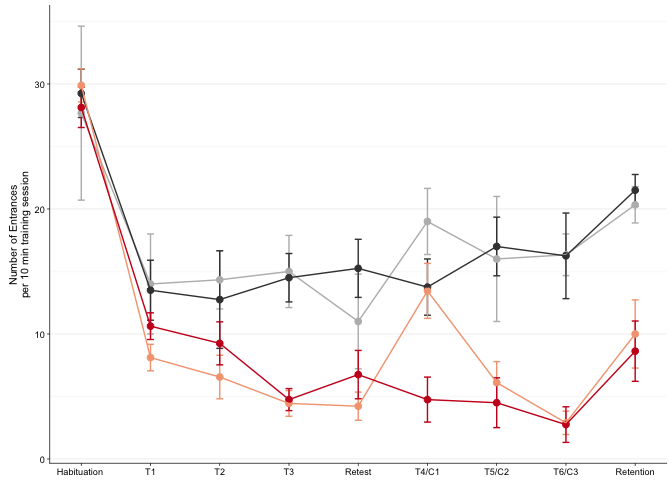 Number of Entrances
per 10 min training session
30
20
10
0
Habituation T1 T2 T3 Retest T4/C1 T5/C2 T6/C3 Retention